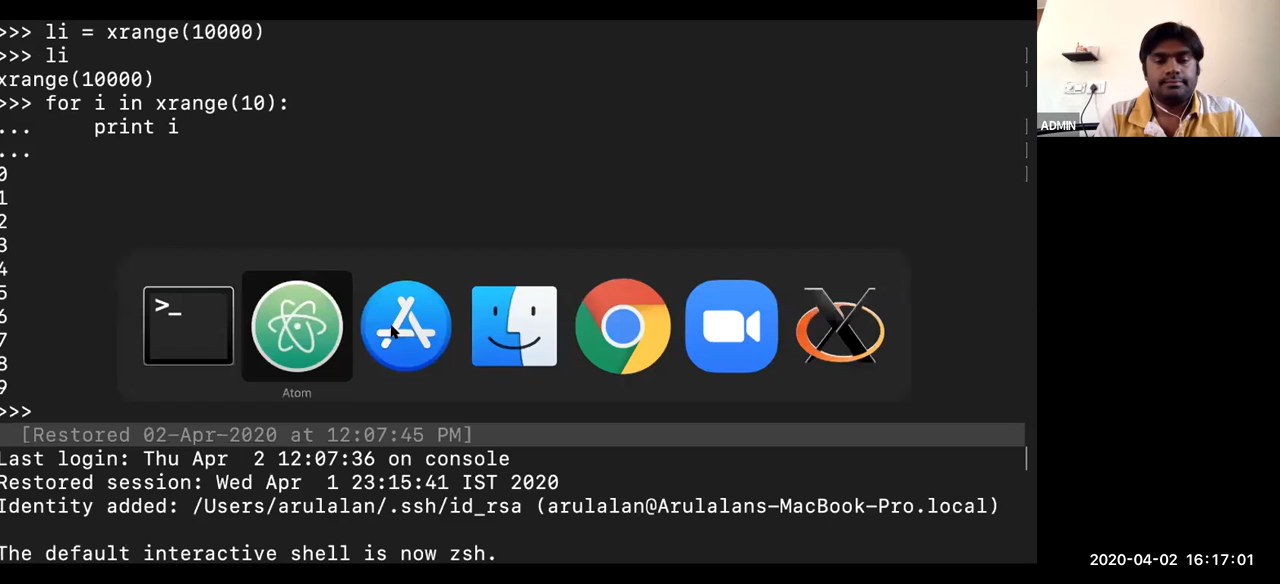 >>> li = xrange(10000)
>>> li
xrange(10000)
>>> for i in xrange(10):
...     print i
...
0
1
2
3
4
5
6
7
8
9
>>>
>_
Atom
[Restored 02-Apr-2020 at 12:07:45 PM]
Last login: Thu Apr  2 12:07:36 on console
Restored session: Wed Apr  1 23:15:41 IST 2020
Identity added: /Users/arulalan/.ssh/id_rsa (arulalan@Arulalans-MacBook-Pro.local)
The default interactive shell is now zsh.
ADMIN
2020-04-02 16:17:01